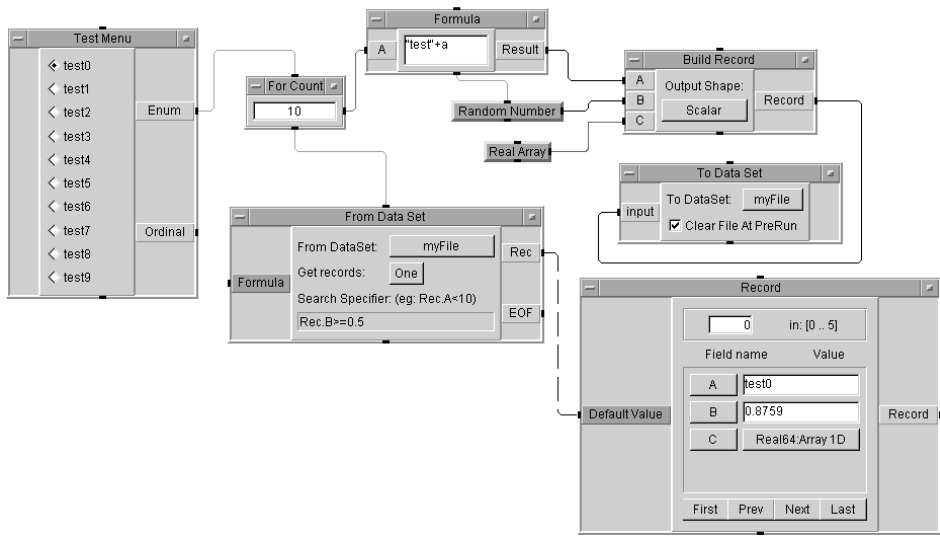 Test Menu
test0
test1
test2
test3
test4
test5
test6
test7
test8
test9
Enum
Ordinal
For Count
10
Formula
A
"test"+a
Result
Random Number
Real Array
Build Record
A
B
C
Output Shape:
Scalar
Record
To Data Set
input
To DataSet: myFile
Clear File At PreRun
From Data Set
Formula
From DataSet: myFile
Get records: One
Search Specifier: (eg: Rec.A<10)
Rec.B>=0.5
Rec
EOF
Record
Default Value
0 in: [0 .. 5]
Field name Value
A test0
B 0.8759
C Real64:Array 1D
First Prev Next Last
Record